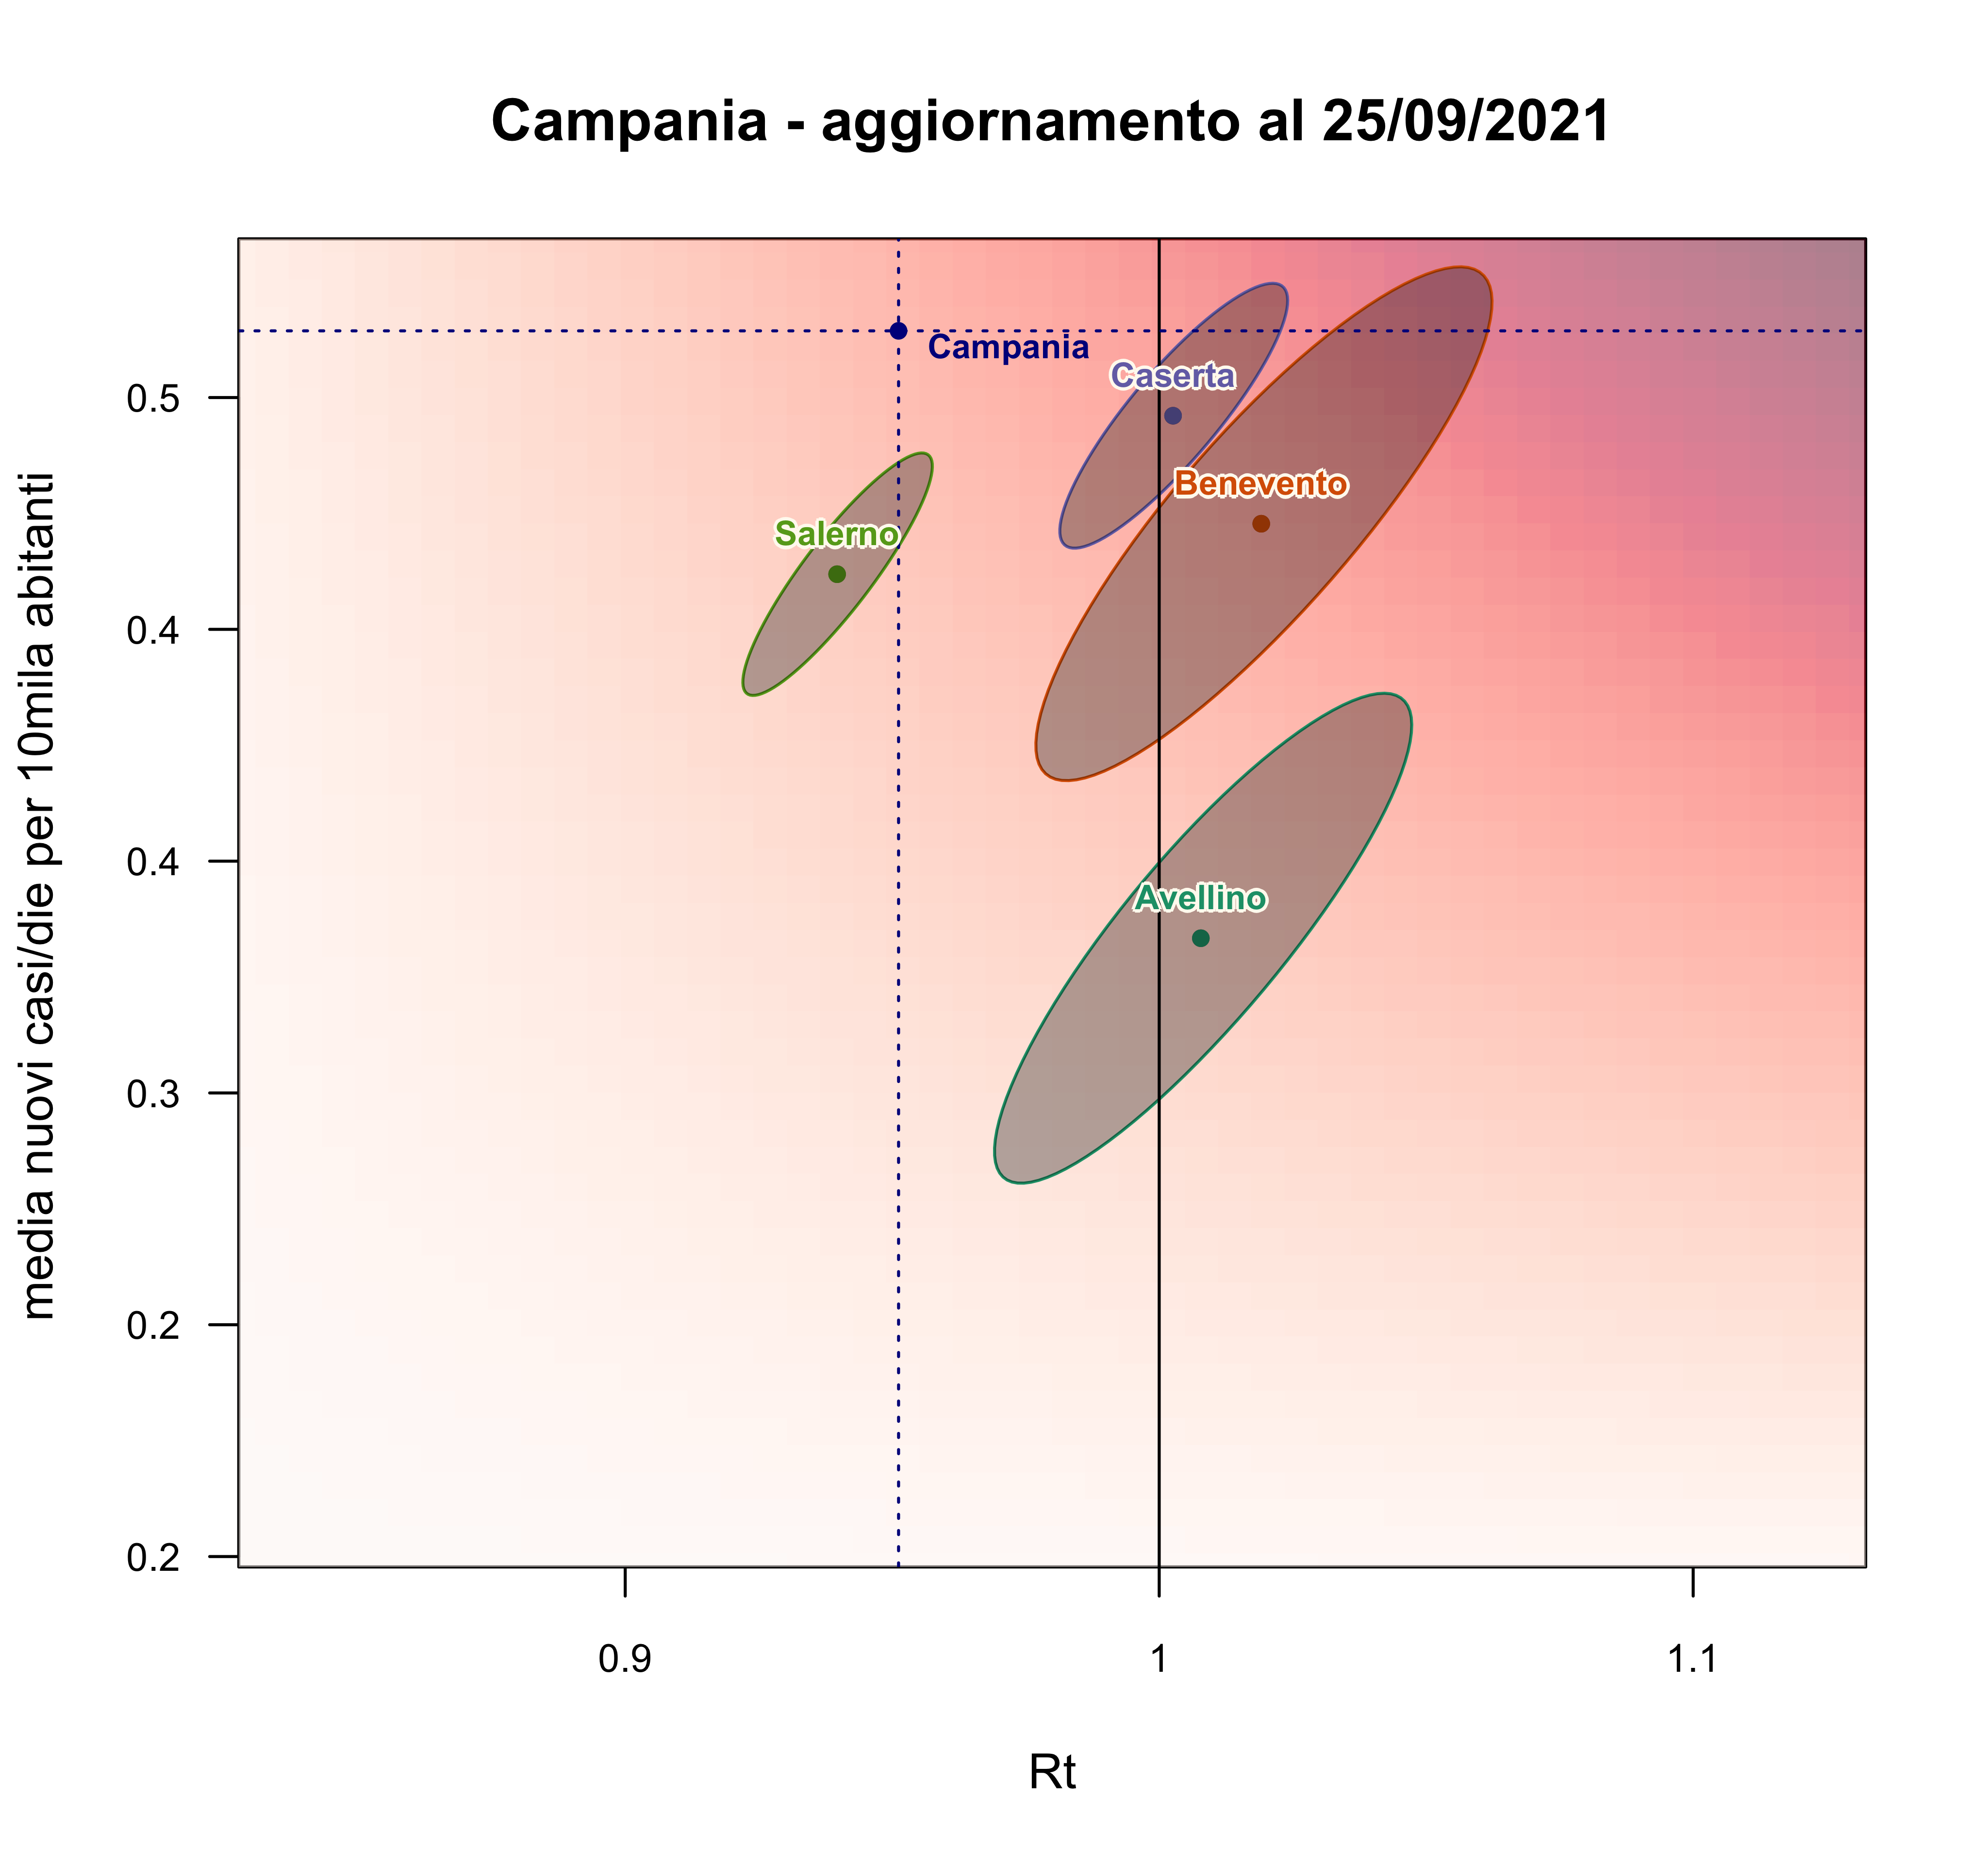 Campania - aggiornamento al 25/09/2021
media nuovi casi/die per 10mila abitanti
0.5
0.4
0.4
0.3
0.2
0.2
Campania
Caserta
Benevento
Salerno
Avellino
0.9
1
1.1
Rt